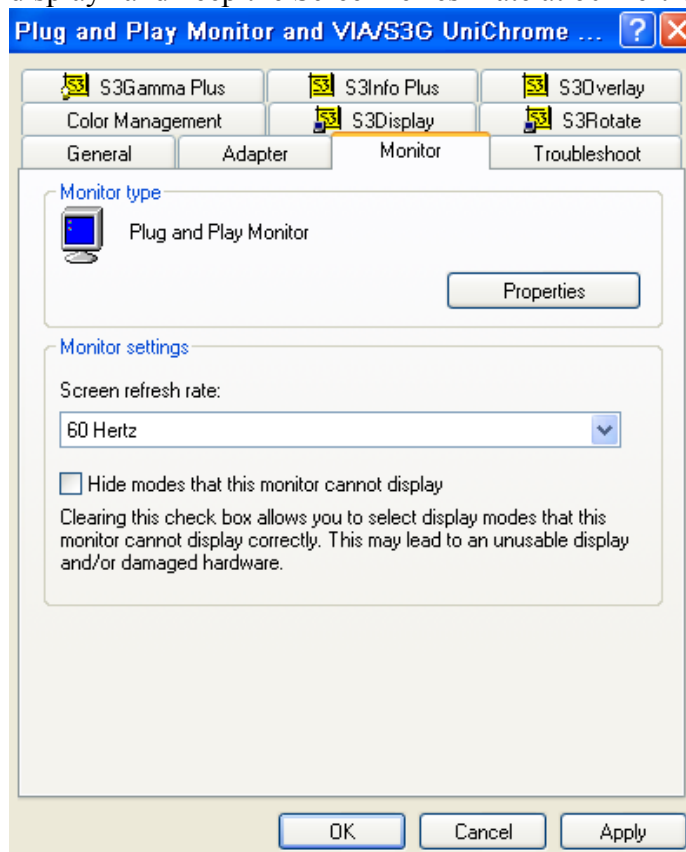 Plug and Play Monitor and VIA/S3G UniChrome ...
S3Gamma Plus S3Info Plus S3Overlay
Color Management S3Display S3Rotate
General Adapter Monitor Troubleshoot
Monitor type
Plug and Play Monitor
Properties
Monitor settings
Screen refresh rate:
60 Hertz
Hide modes that this monitor cannot display
Clearing this check box allows you to select display modes that this
monitor cannot display correctly. This may lead to an unusable display
and/or damaged hardware.
OK Cancel Apply